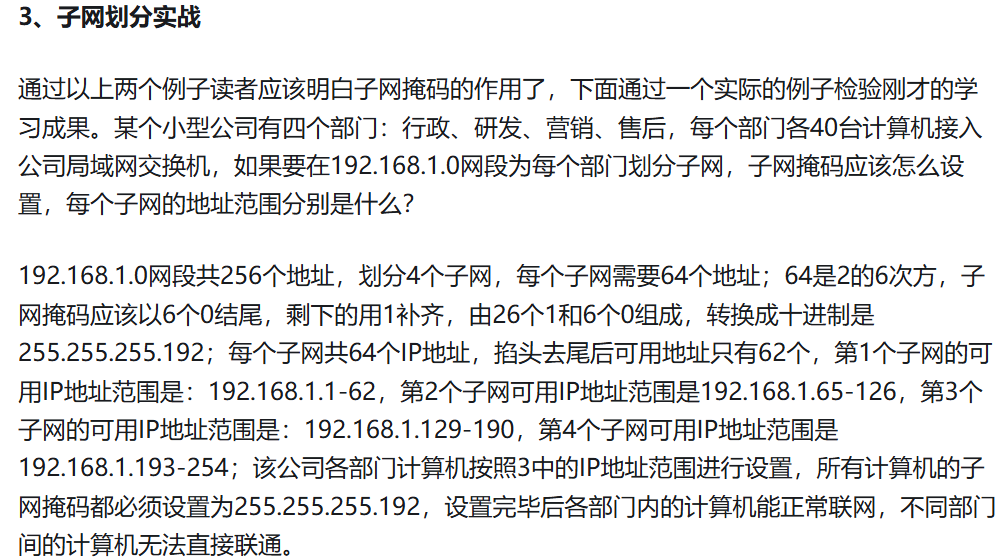 3、子网划分实战
通过以上两个例子读者应该明白子网掩码的作用了，下面通过一个实际的例子检验刚才的学
习成果。某个小型公司有四个部门：行政、研发、营销、售后，每个部门各40台计算机接入
公司局域网交换机，如果要在192.168.1.0网段为每个部门划分子网，子网掩码应该怎么设
置，每个子网的地址范围分别是什么？
192.168.1.0网段共256个地址，划分4个子网，每个子网需要64个地址；64是2的6次方，子
网掩码应该以6个0结尾，剩下的用1补齐，由26个1和6个0组成，转换成十进制是
255.255.255.192；每个子网共64个IP地址，掐头去尾后可用地址只有62个，第1个子网的可
用IP地址范围是：192.168.1.1-62，第2个子网可用IP地址范围是192.168.1.65-126，第3个
子网的可用IP地址范围是：192.168.1.129-190，第4个子网可用IP地址范围是
192.168.1.193-254；该公司各部门计算机按照3中的IP地址范围进行设置，所有计算机的子
网掩码都必须设置为255.255.255.192，设置完毕后各部门内的计算机能正常联网，不同部门
间的计算机无法直接联通。